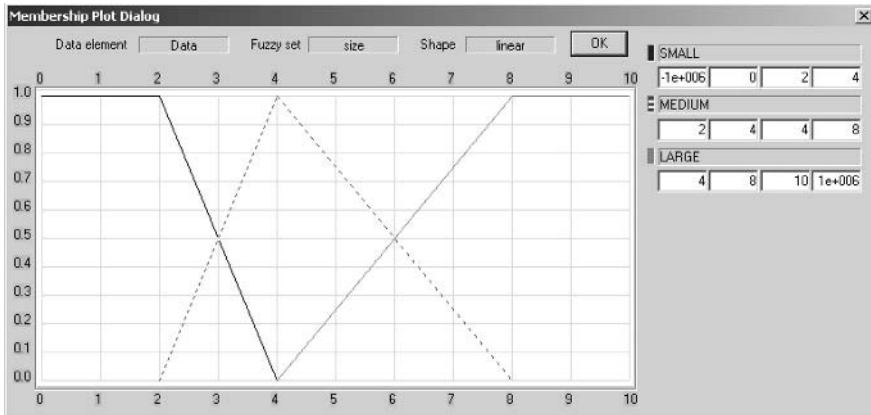 Membership Plot Dialog
Data element Data Fuzzy set size Shape linear OK
0 1 2 3 4 5 6 7 8 9 10
1.0
0.9
0.8
0.7
0.6
0.5
0.4
0.3
0.2
0.1
0.0
0 1 2 3 4 5 6 7 8 9 10
SMALL
-1e+006 0 2 4
MEDIUM
2 4 4 8
LARGE
4 8 10 1e+006